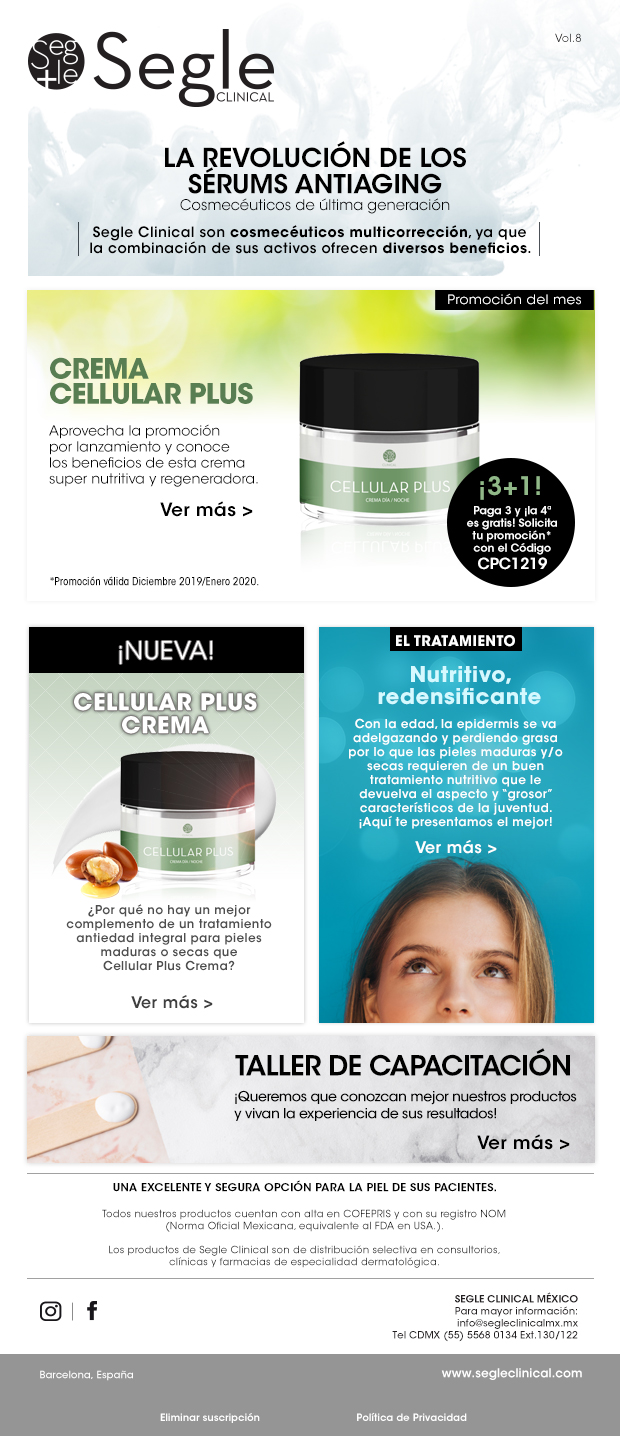 Seg
+le
Segle
CLINICAL
Vol.8
LA REVOLUCIÓN DE LOS
SÉRUMS ANTIAGING
Cosmecéuticos de última generación
Segle Clinical son cosmecéuticos multicorrección, ya que
la combinación de sus activos ofrecen diversos beneficios.
Promoción del mes
CREMA
CELLULAR PLUS
Aprovecha la promoción
por lanzamiento y conoce
los beneficios de esta crema
super nutritiva y regeneradora.
Ver más >
*Promoción válida Diciembre 2019/Enero 2020.
CELLULAR PLUS
CREMA DÍA / NOCHE
¡3+1!
Paga 3 y ¡la 4ª
es gratis! Solicita
tu promoción*
con el Código
CPC1219
¡NUEVA!
CELLULAR PLUS
CREMA
CELLULAR PLUS
CREMA DÍA / NOCHE
¿Por qué no hay un mejor
complemento de un tratamiento
antiedad integral para pieles
maduras o secas que
Cellular Plus Crema?
Ver más >
EL TRATAMIENTO
Nutritivo,
redensificante
Con la edad, la epidermis se va
adelgazando y perdiendo grasa
por lo que las pieles maduras y/o
secas requieren de un buen
tratamiento nutritivo que le
devuelva el aspecto y “grosor”
característicos de la juventud.
¡Aquí te presentamos el mejor!
Ver más >
TALLER DE CAPACITACIÓN
¡Queremos que conozcan mejor nuestros productos
y vivan la experiencia de sus resultados!
Ver más >
UNA EXCELENTE Y SEGURA OPCIÓN PARA LA PIEL DE SUS PACIENTES.
Todos nuestros productos cuentan con alta en COFEPRIS y con su registro NOM
(Norma Oficial Mexicana, equivalente al FDA en USA.).
Los productos de Segle Clinical son de distribución selectiva en consultorios,
clínicas y farmacias de especialidad dermatológica.
SEGLE CLINICAL MÉXICO
Para mayor información:
info@segleclinicalmx.mx
Tel CDMX (55) 5568 0134 Ext.130/122
Barcelona, España
www.segleclinical.com
Eliminar suscripción
Política de Privacidad